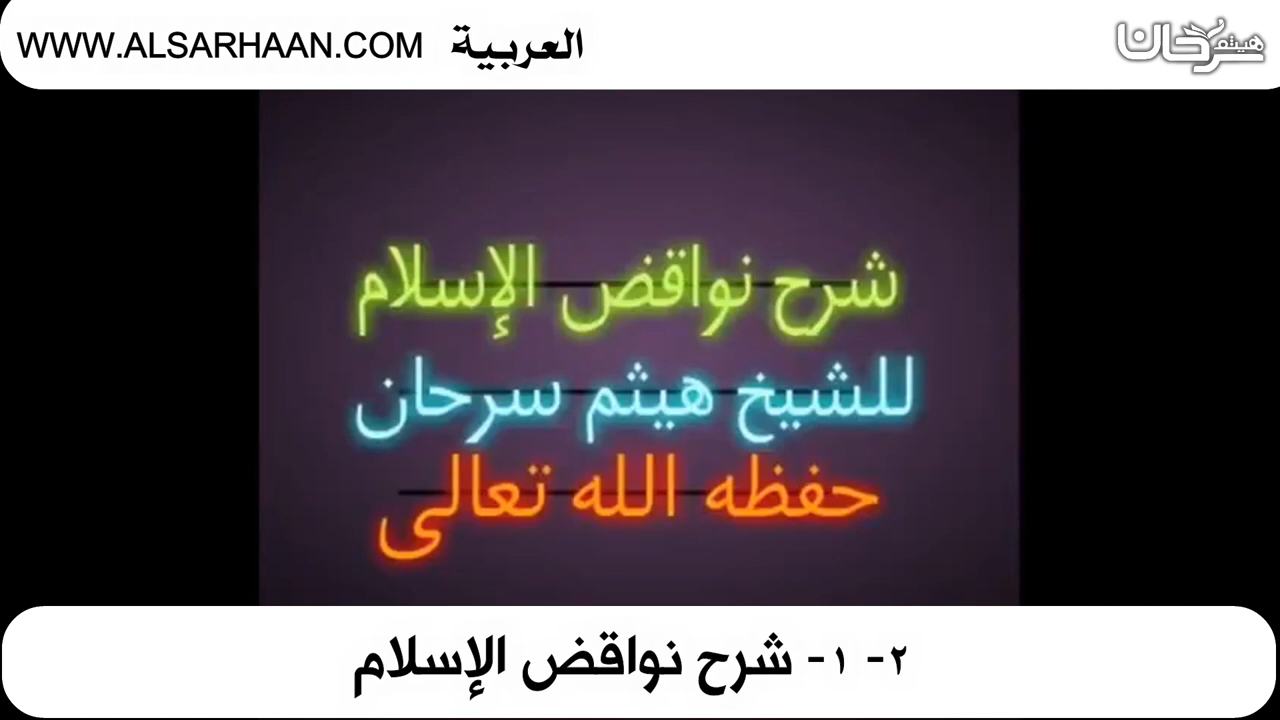 WWW.ALSARHAAN.COM العربية
هيثم سرحان
شرح نواقض الإسلام
للشيخ هيثم سرحان
حفظه الله تعالى
٢- ١- شرح نواقض الإسلام